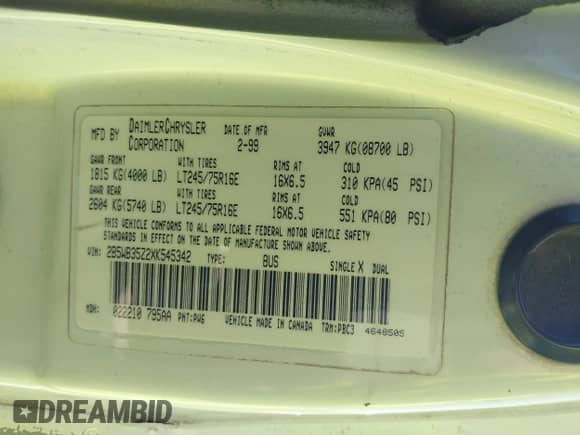 MFD BY DAIMLERCHRYSLER CORPORATION DATE OF MFR 2-99 GVWR 3947 KG(08700 LB)
GAWR FRONT WITH TIRES RIMS AT COLD
1815 KG(4000 LB) LT245/75R16E 16X6.5 310 KPA(45 PSI)
GAWR REAR WITH TIRES RIMS AT COLD
2604 KG(5740 LB) LT245/75R16E 16X6.5 551 KPA(80 PSI)
THIS VEHICLE CONFORMS TO ALL APPLICABLE FEDERAL MOTOR VEHICLE SAFETY
STANDARDS IN EFFECT ON THE DATE OF MANUFACTURE SHOWN ABOVE.
VIN: 2B5WB35Z2XK545342 TYPE: BUS SINGLE X DUAL
MDH: 022210 795AA PNT:PW6 VEHICLE MADE IN CANADA TRM:PBC3 4648505
DREAMBID